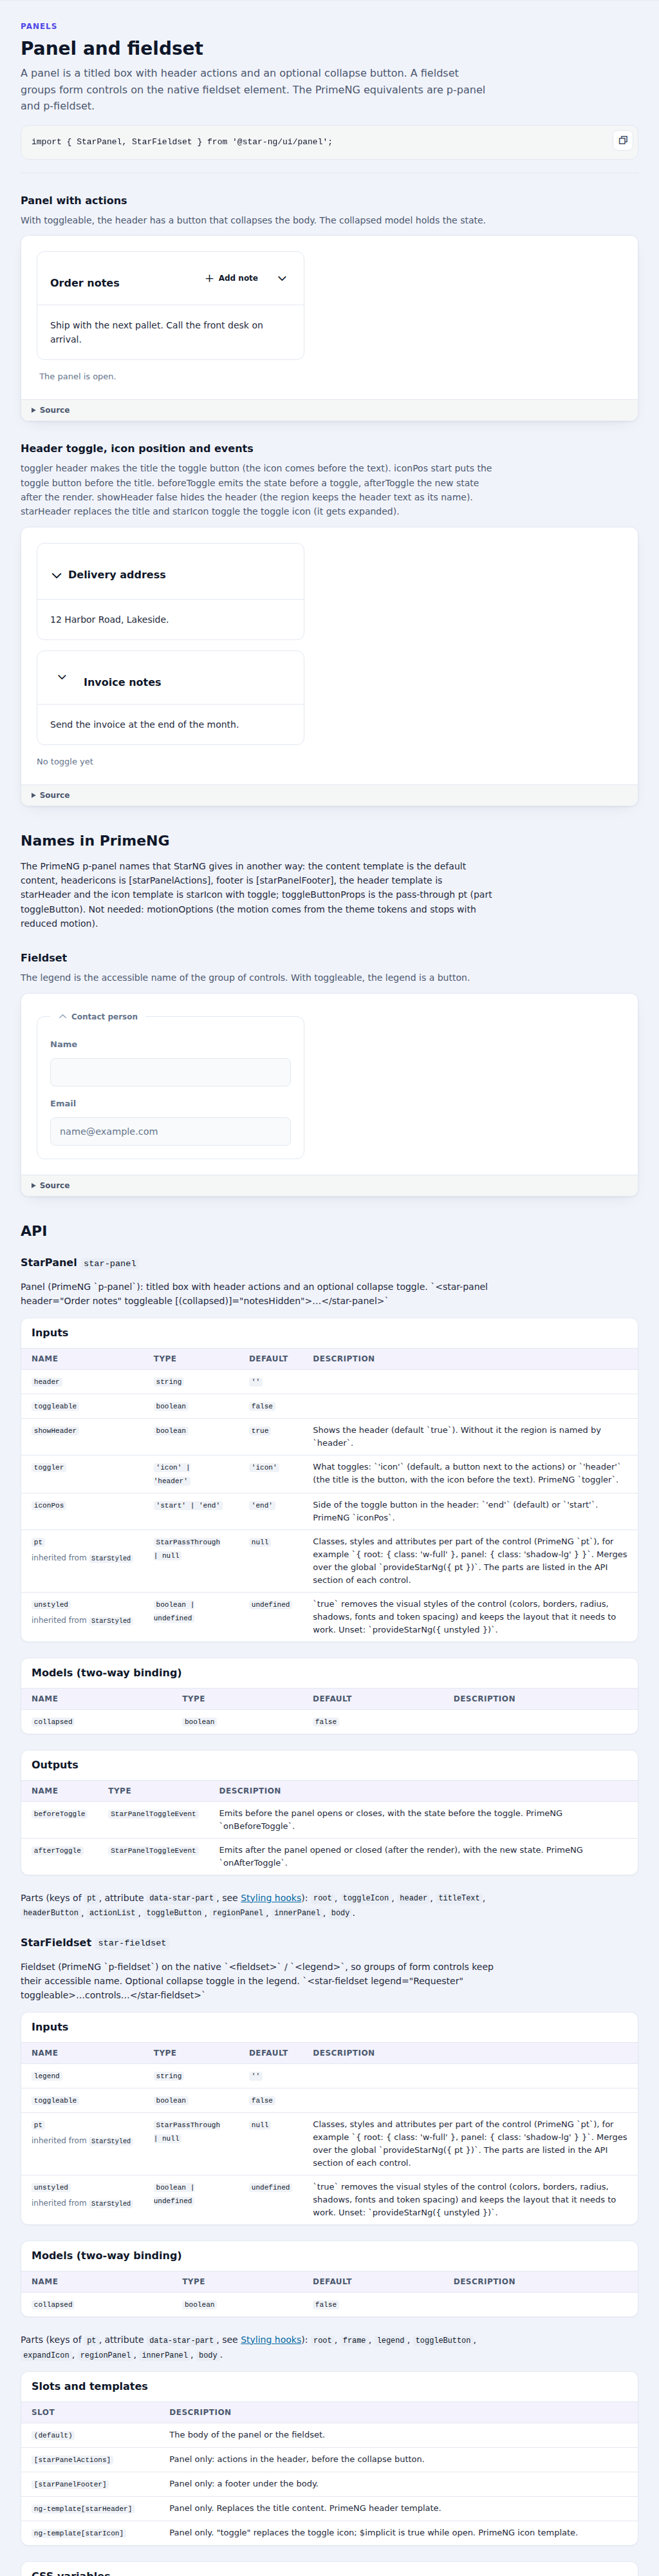 PANELS
Panel and fieldset
A panel is a titled box with header actions and an optional collapse button. A fieldset
groups form controls on the native fieldset element. The PrimeNG equivalents are p-panel
and p-fieldset.
import { StarPanel, StarFieldset } from '@star-ng/ui/panel';
Panel with actions
With toggleable, the header has a button that collapses the body. The collapsed model holds the state.
Order notes
Add note
Ship with the next pallet. Call the front desk on
arrival.
The panel is open.
Source
Header toggle, icon position and events
toggler header makes the title the toggle button (the icon comes before the text). iconPos start puts the
toggle button before the title. beforeToggle emits the state before a toggle, afterToggle the new state
after the render. showHeader false hides the header (the region keeps the header text as its name).
starHeader replaces the title and starIcon toggle the toggle icon (it gets expanded).
Delivery address
12 Harbor Road, Lakeside.
Invoice notes
Send the invoice at the end of the month.
No toggle yet
Source
Names in PrimeNG
The PrimeNG p-panel names that StarNG gives in another way: the content template is the default
content, headericons is [starPanelActions], footer is [starPanelFooter], the header template is
starHeader and the icon template is starIcon with toggle; toggleButtonProps is the pass-through pt (part
toggleButton). Not needed: motionOptions (the motion comes from the theme tokens and stops with
reduced motion).
Fieldset
The legend is the accessible name of the group of controls. With toggleable, the legend is a button.
Contact person
Name
Email
name@example.com
Source
API
StarPanel star-panel
Panel (PrimeNG `p-panel`): titled box with header actions and an optional collapse toggle. `<star-panel
header="Order notes" toggleable [(collapsed)]="notesHidden">…</star-panel>`
Inputs
NAME TYPE DEFAULT DESCRIPTION
header string ''
toggleable boolean false
showHeader boolean true Shows the header (default `true`). Without it the region is named by
`header`.
toggler 'icon' | 'icon' What toggles: `'icon'` (default, a button next to the actions) or `'header'`
'header' (the title is the button, with the icon before the text). PrimeNG `toggler`.
iconPos 'start' | 'end' 'end' Side of the toggle button in the header: `'end'` (default) or `'start'`.
PrimeNG `iconPos`.
pt StarPassThrough null Classes, styles and attributes per part of the control (PrimeNG `pt`), for
inherited from StarStyled | null example `{ root: { class: 'w-full' }, panel: { class: 'shadow-lg' } }`. Merges
over the global `provideStarNg({ pt })`. The parts are listed in the API
section of each control.
unstyled boolean | undefined `true` removes the visual styles of the control (colors, borders, radius,
inherited from StarStyled undefined shadows, fonts and token spacing) and keeps the layout that it needs to
work. Unset: `provideStarNg({ unstyled })`.
Models (two-way binding)
NAME TYPE DEFAULT DESCRIPTION
collapsed boolean false
Outputs
NAME TYPE DESCRIPTION
beforeToggle StarPanelToggleEvent Emits before the panel opens or closes, with the state before the toggle. PrimeNG
`onBeforeToggle`.
afterToggle StarPanelToggleEvent Emits after the panel opened or closed (after the render), with the new state. PrimeNG
`onAfterToggle`.
Parts (keys of pt, attribute data-star-part, see Styling hooks): root, toggleIcon, header, titleText,
headerButton, actionList, toggleButton, regionPanel, innerPanel, body.
StarFieldset star-fieldset
Fieldset (PrimeNG `p-fieldset`) on the native `<fieldset>` / `<legend>`, so groups of form controls keep
their accessible name. Optional collapse toggle in the legend. `<star-fieldset legend="Requester"
toggleable>…controls…</star-fieldset>`
Inputs
NAME TYPE DEFAULT DESCRIPTION
legend string ''
toggleable boolean false
pt StarPassThrough null Classes, styles and attributes per part of the control (PrimeNG `pt`), for
inherited from StarStyled | null example `{ root: { class: 'w-full' }, panel: { class: 'shadow-lg' } }`. Merges
over the global `provideStarNg({ pt })`. The parts are listed in the API
section of each control.
unstyled boolean | undefined `true` removes the visual styles of the control (colors, borders, radius,
inherited from StarStyled undefined shadows, fonts and token spacing) and keeps the layout that it needs to
work. Unset: `provideStarNg({ unstyled })`.
Models (two-way binding)
NAME TYPE DEFAULT DESCRIPTION
collapsed boolean false
Parts (keys of pt, attribute data-star-part, see Styling hooks): root, frame, legend, toggleButton,
expandIcon, regionPanel, innerPanel, body.
Slots and templates
SLOT DESCRIPTION
(default) The body of the panel or the fieldset.
[starPanelActions] Panel only: actions in the header, before the collapse button.
[starPanelFooter] Panel only: a footer under the body.
ng-template[starHeader] Panel only. Replaces the title content. PrimeNG header template.
ng-template[starIcon] Panel only. "toggle" replaces the toggle icon; $implicit is true while open. PrimeNG icon template.
CSS variables